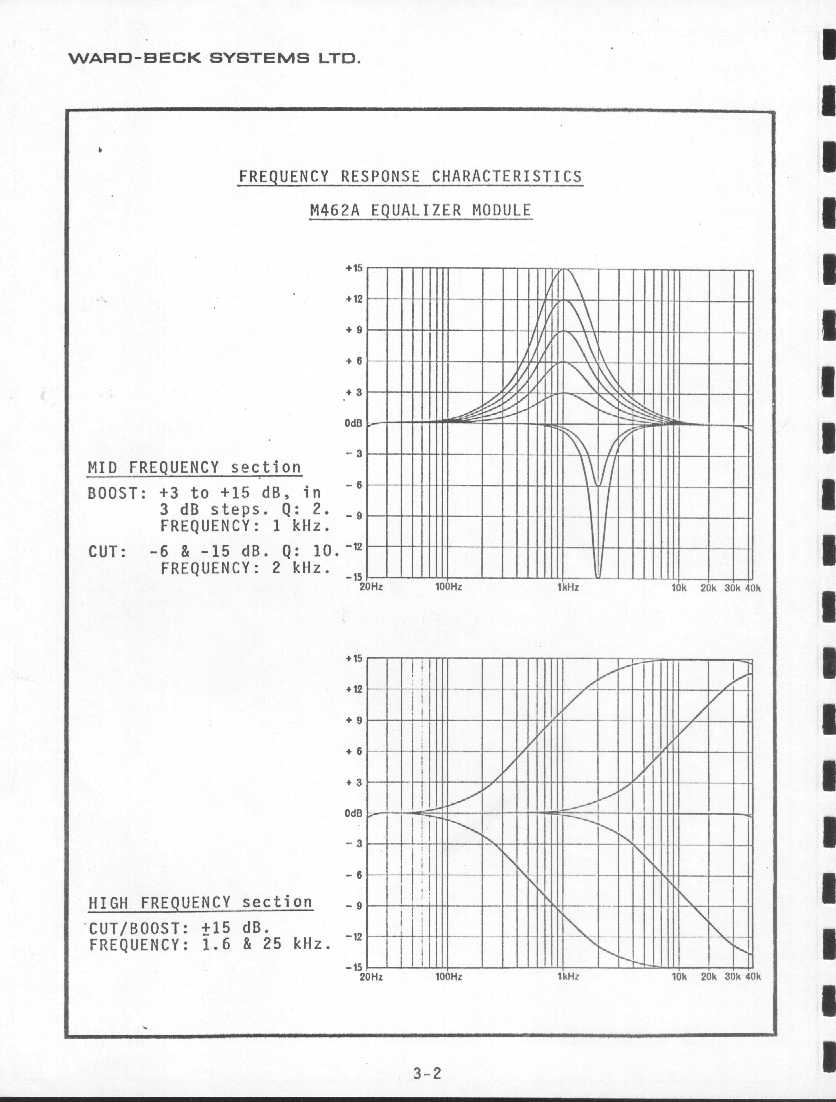 WARD-BECK SYSTEMS LTD.
FREQUENCY RESPONSE CHARACTERISTICS
M462A EQUALIZER MODULE
+15
+12
+ 9
+ 6
+ 3
0dB
- 3
- 6
- 9
-12
-15
20Hz 100Hz 1kHz 10k 20k 30k 40k
MID FREQUENCY section
BOOST: +3 to +15 dB, in
3 dB steps. Q: 2.
FREQUENCY: 1 kHz.
CUT: -6 & -15 dB. Q: 10.
FREQUENCY: 2 kHz.
+15
+12
+ 9
+ 6
+ 3
0dB
- 3
- 6
- 9
-12
-15
20Hz 100Hz 1kHz 10k 20k 30k 40k
HIGH FREQUENCY section
CUT/BOOST: ±15 dB.
FREQUENCY: 1.6 & 25 kHz.
3-2